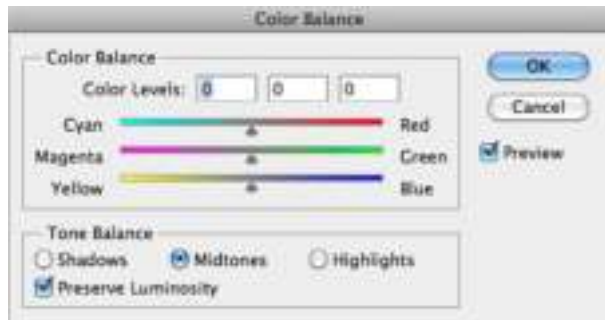 Color Balance
Color Balance
Color Levels: 0 0 0
Cyan Red
Magenta Green
Yellow Blue
Tone Balance
Shadows Midtones Highlights
Preserve Luminosity
OK
Cancel
Preview